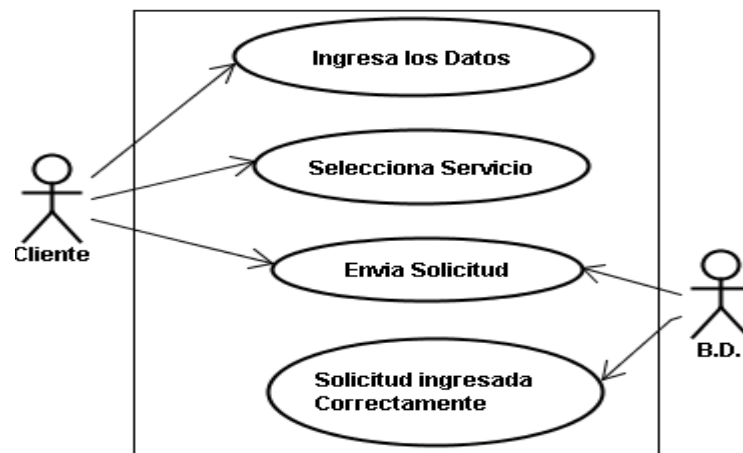 Ingresa los Datos
Selecciona Servicio
Cliente
Envia Solicitud
B.D.
Solicitud ingresada
Correctamente